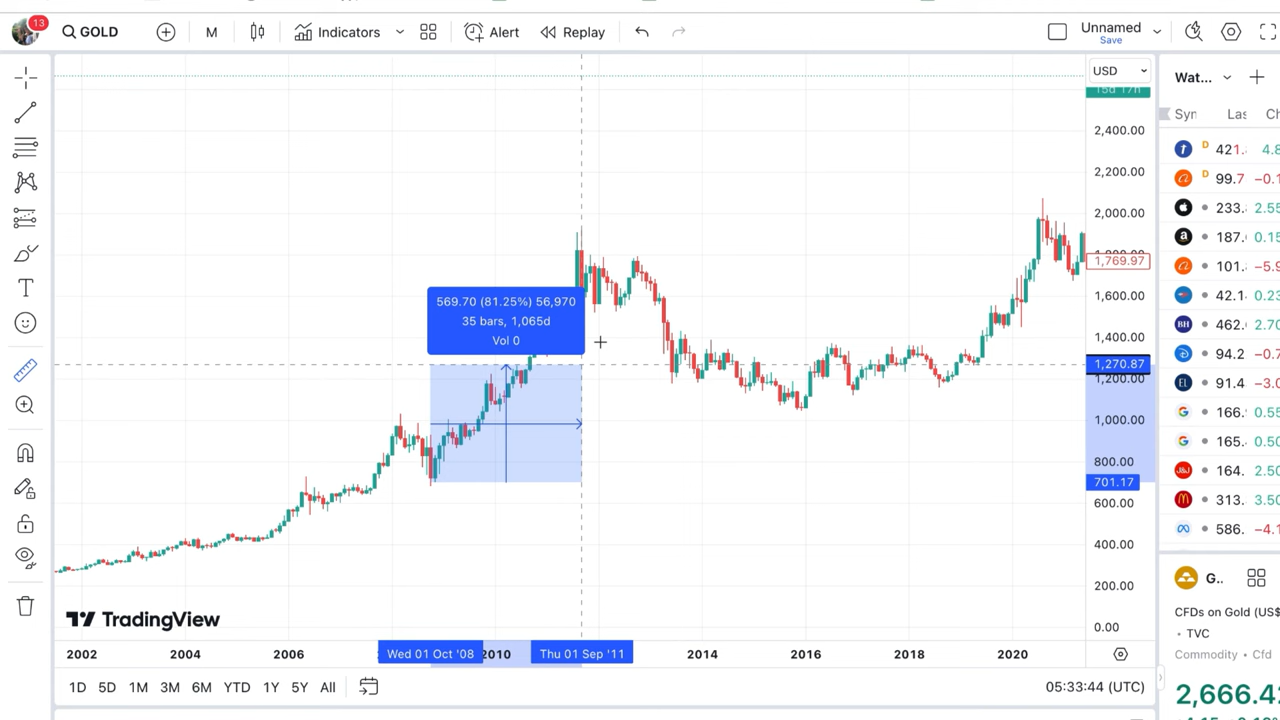 13
GOLD
M
Indicators
Alert
Replay
Unnamed
Save
USD
Wat...
15d 17h
2,400.00
2,200.00
2,000.00
1,769.97
1,600.00
1,400.00
1,270.87
1,200.00
1,000.00
800.00
701.17
600.00
400.00
200.00
0.00
569.70 (81.25%) 56,970
35 bars, 1,065d
Vol 0
TradingView
2002
2004
2006
Wed 01 Oct '08
2010
Thu 01 Sep '11
2014
2016
2018
2020
1D 5D 1M 3M 6M YTD 1Y 5Y All
05:33:44 (UTC)
Syn Las Ch
D 421. 4.8
D 99.7 −0.1
233. 2.55
187. 0.15
101. −5.9
42.1 0.23
BH 462. 2.70
94.2 −0.7
EL 91.4 −3.0
G 166. 0.55
G 165. 0.50
J&J 164. 2.50
313. 3.50
586. −4.1
G..
CFDs on Gold (US$
• TVC
Commodity • Cfd
2,666.42